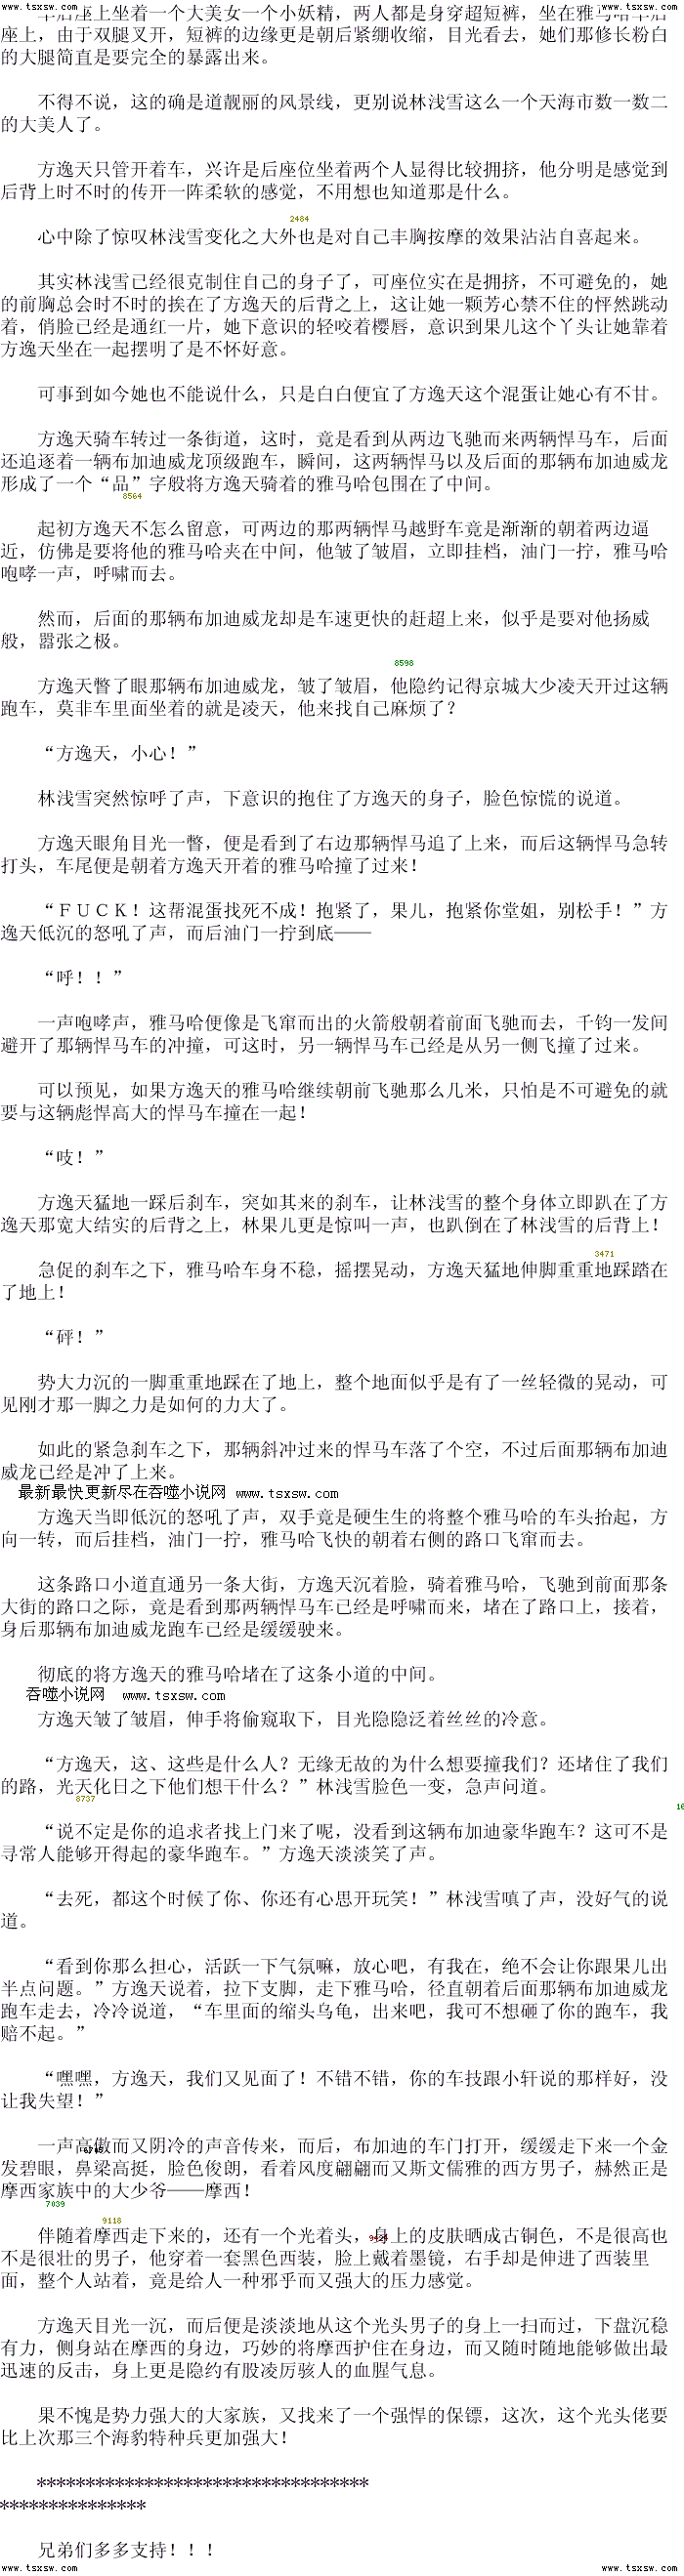 www.tsxsw.com www.tsxsw.com
车后座上坐着一个大美女一个小妖精，两人都是身穿超短裤，坐在雅马哈车后
座上，由于双腿叉开，短裤的边缘更是朝后紧绷收缩，目光看去，她们那修长粉白
的大腿简直是要完全的暴露出来。
不得不说，这的确是道靓丽的风景线，更别说林浅雪这么一个天海市数一数二
的大美人了。
方逸天只管开着车，兴许是后座位坐着两个人显得比较拥挤，他分明是感觉到
后背上时不时的传开一阵柔软的感觉，不用想也知道那是什么。
2484
心中除了惊叹林浅雪变化之大外也是对自己丰胸按摩的效果沾沾自喜起来。
其实林浅雪已经很克制住自己的身子了，可座位实在是拥挤，不可避免的，她
的前胸总会时不时的挨在了方逸天的后背之上，这让她一颗芳心禁不住的怦然跳动
着，俏脸已经是通红一片，她下意识的轻咬着樱唇，意识到果儿这个丫头让她靠着
方逸天坐在一起摆明了是不怀好意。
可事到如今她也不能说什么，只是白白便宜了方逸天这个混蛋让她心有不甘。
方逸天骑车转过一条街道，这时，竟是看到从两边飞驰而来两辆悍马车，后面
还追逐着一辆布加迪威龙顶级跑车，瞬间，这两辆悍马以及后面的那辆布加迪威龙
形成了一个“品”字般将方逸天骑着的雅马哈包围在了中间。
8564
起初方逸天不怎么留意，可两边的那两辆悍马越野车竟是渐渐的朝着两边逼
近，仿佛是要将他的雅马哈夹在中间，他皱了皱眉，立即挂档，油门一拧，雅马哈
咆哮一声，呼啸而去。
然而，后面的那辆布加迪威龙却是车速更快的赶超上来，似乎是要对他扬威
般，嚣张之极。
8598
方逸天瞥了眼那辆布加迪威龙，皱了皱眉，他隐约记得京城大少凌天开过这辆
跑车，莫非车里面坐着的就是凌天，他来找自己麻烦了？
“方逸天，小心！”
林浅雪突然惊呼了声，下意识的抱住了方逸天的身子，脸色惊慌的说道。
方逸天眼角目光一瞥，便是看到了右边那辆悍马追了上来，而后这辆悍马急转
打头，车尾便是朝着方逸天开着的雅马哈撞了过来！
“ＦＵＣＫ！这帮混蛋找死不成！抱紧了，果儿，抱紧你堂姐，别松手！”方
逸天低沉的怒吼了声，而后油门一拧到底——
“呼！！”
一声咆哮声，雅马哈便像是飞窜而出的火箭般朝着前面飞驰而去，千钧一发间
避开了那辆悍马车的冲撞，可这时，另一辆悍马车已经是从另一侧飞撞了过来。
可以预见，如果方逸天的雅马哈继续朝前飞驰那么几米，只怕是不可避免的就
要与这辆彪悍高大的悍马车撞在一起！
“吱！”
方逸天猛地一踩后刹车，突如其来的刹车，让林浅雪的整个身体立即趴在了方
逸天那宽大结实的后背之上，林果儿更是惊叫一声，也趴倒在了林浅雪的后背上！
3471
急促的刹车之下，雅马哈车身不稳，摇摆晃动，方逸天猛地伸脚重重地踩踏在
了地上！
“砰！”
势大力沉的一脚重重地踩在了地上，整个地面似乎是有了一丝轻微的晃动，可
见刚才那一脚之力是如何的力大了。
如此的紧急刹车之下，那辆斜冲过来的悍马车落了个空，不过后面那辆布加迪
威龙已经是冲了上来。
最新最快更新尽在吞噬小说网 www.tsxsw.com
方逸天当即低沉的怒吼了声，双手竟是硬生生的将整个雅马哈的车头抬起，方
向一转，而后挂档，油门一拧，雅马哈飞快的朝着右侧的路口飞窜而去。
这条路口小道直通另一条大街，方逸天沉着脸，骑着雅马哈，飞驰到前面那条
大街的路口之际，竟是看到那两辆悍马车已经是呼啸而来，堵在了路口上，接着，
身后那辆布加迪威龙跑车已经是缓缓驶来。
彻底的将方逸天的雅马哈堵在了这条小道的中间。
吞噬小说网 www.tsxsw.com
方逸天皱了皱眉，伸手将偷窥取下，目光隐隐泛着丝丝的冷意。
“方逸天，这、这些是什么人？无缘无故的为什么想要撞我们？还堵住了我们
的路，光天化日之下他们想干什么？”林浅雪脸色一变，急声问道。
8737
“说不定是你的追求者找上门来了呢，没看到这辆布加迪豪华跑车？这可不是
寻常人能够开得起的豪华跑车。”方逸天淡淡笑了声。
“去死，都这个时候了你、你还有心思开玩笑！”林浅雪嗔了声，没好气的说
道。
“看到你那么担心，活跃一下气氛嘛，放心吧，有我在，绝不会让你跟果儿出
半点问题。”方逸天说着，拉下支脚，走下雅马哈，径直朝着后面那辆布加迪威龙
跑车走去，冷冷说道，“车里面的缩头乌龟，出来吧，我可不想砸了你的跑车，我
赔不起。”
“嘿嘿，方逸天，我们又见面了！不错不错，你的车技跟小轩说的那样好，没
让我失望！”
一声高傲而又阴冷的声音传来，而后，布加迪的车门打开，缓缓走下来一个金
发碧眼，鼻梁高挺，脸色俊朗，看着风度翩翩而又斯文儒雅的西方男子，赫然正是
摩西家族中的大少爷——摩西！
7039
9118
伴随着摩西走下来的，还有一个光着头，身上的皮肤晒成古铜色，不是很高也
不是很壮的男子，他穿着一套黑色西装，脸上戴着墨镜，右手却是伸进了西装里
面，整个人站着，竟是给人一种邪乎而又强大的压力感觉。
方逸天目光一沉，而后便是淡淡地从这个光头男子的身上一扫而过，下盘沉稳
有力，侧身站在摩西的身边，巧妙的将摩西护住在身边，而又随时随地能够做出最
迅速的反击，身上更是隐约有股凌厉骇人的血腥气息。
果不愧是势力强大的大家族，又找来了一个强悍的保镖，这次，这个光头佬要
比上次那三个海豹特种兵更加强大！
**********************************
***************
兄弟们多多支持！！！
www.tsxsw.com www.tsxsw.com